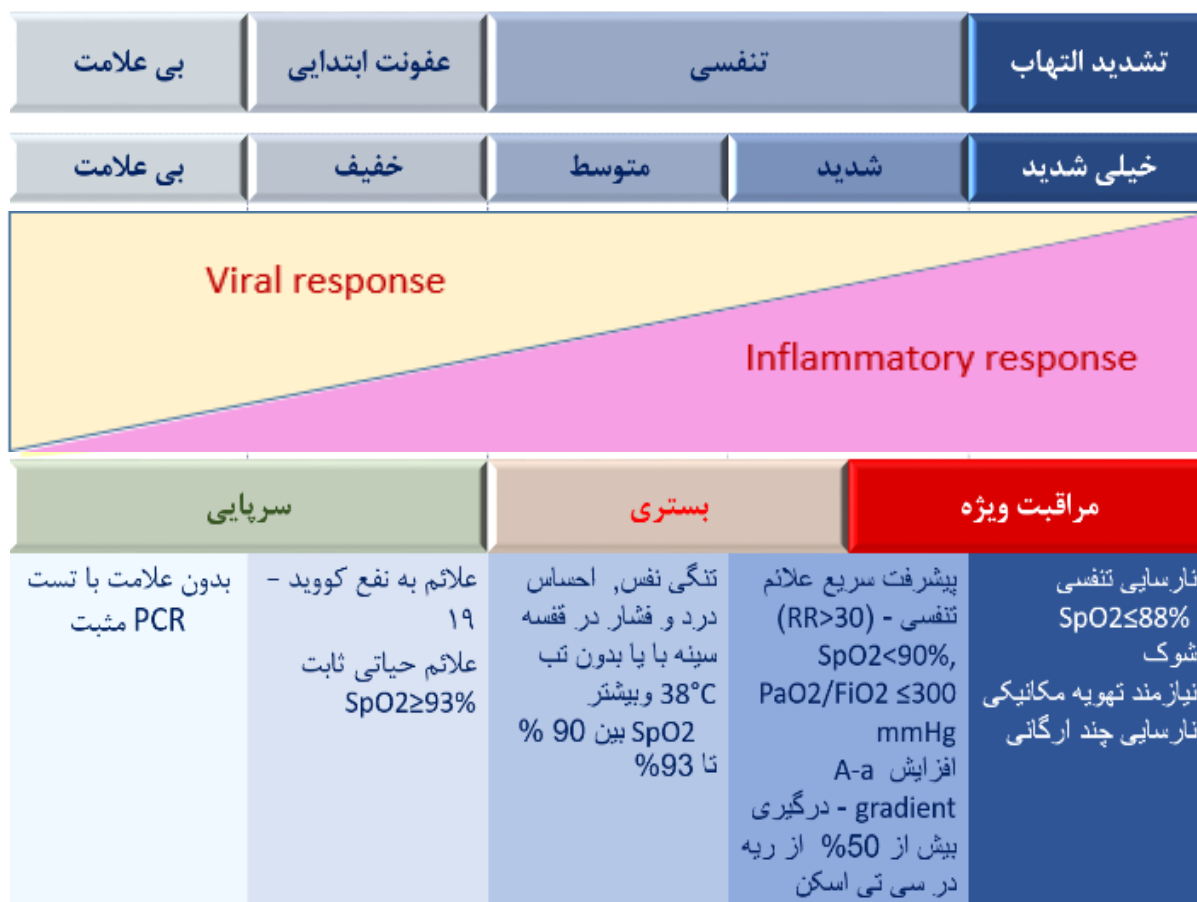 بی علامت
عفونت ابتدایی
تنفسی
تشدید التهاب
بی علامت
خفیف
متوسط
شدید
خیلی شدید
Viral response
Inflammatory response
سرپایی
بستری
مراقبت ویژه
بدون علامت با تست
PCR مثبت
علائم به نفع کووید –
۱۹
علائم حیاتی ثابت
SpO2≥93%
تنگی نفس, احساس
درد و فشار در قفسه
سینه با یا بدون تب
38°C وبیشتر
SpO2 بین 90 %
تا 93%
پیشرفت سریع علائم
تنفسی - (RR>30)
SpO2<90%,
PaO2/FiO2 ≤300
mmHg
افزایش A-a
gradient - درگیری
بیش از 50% از ریه
در سی تی اسکن
نارسایی تنفسی
SpO2≤88%
شوک
نیازمند تهویه مکانیکی
نارسایی چند ارگانی